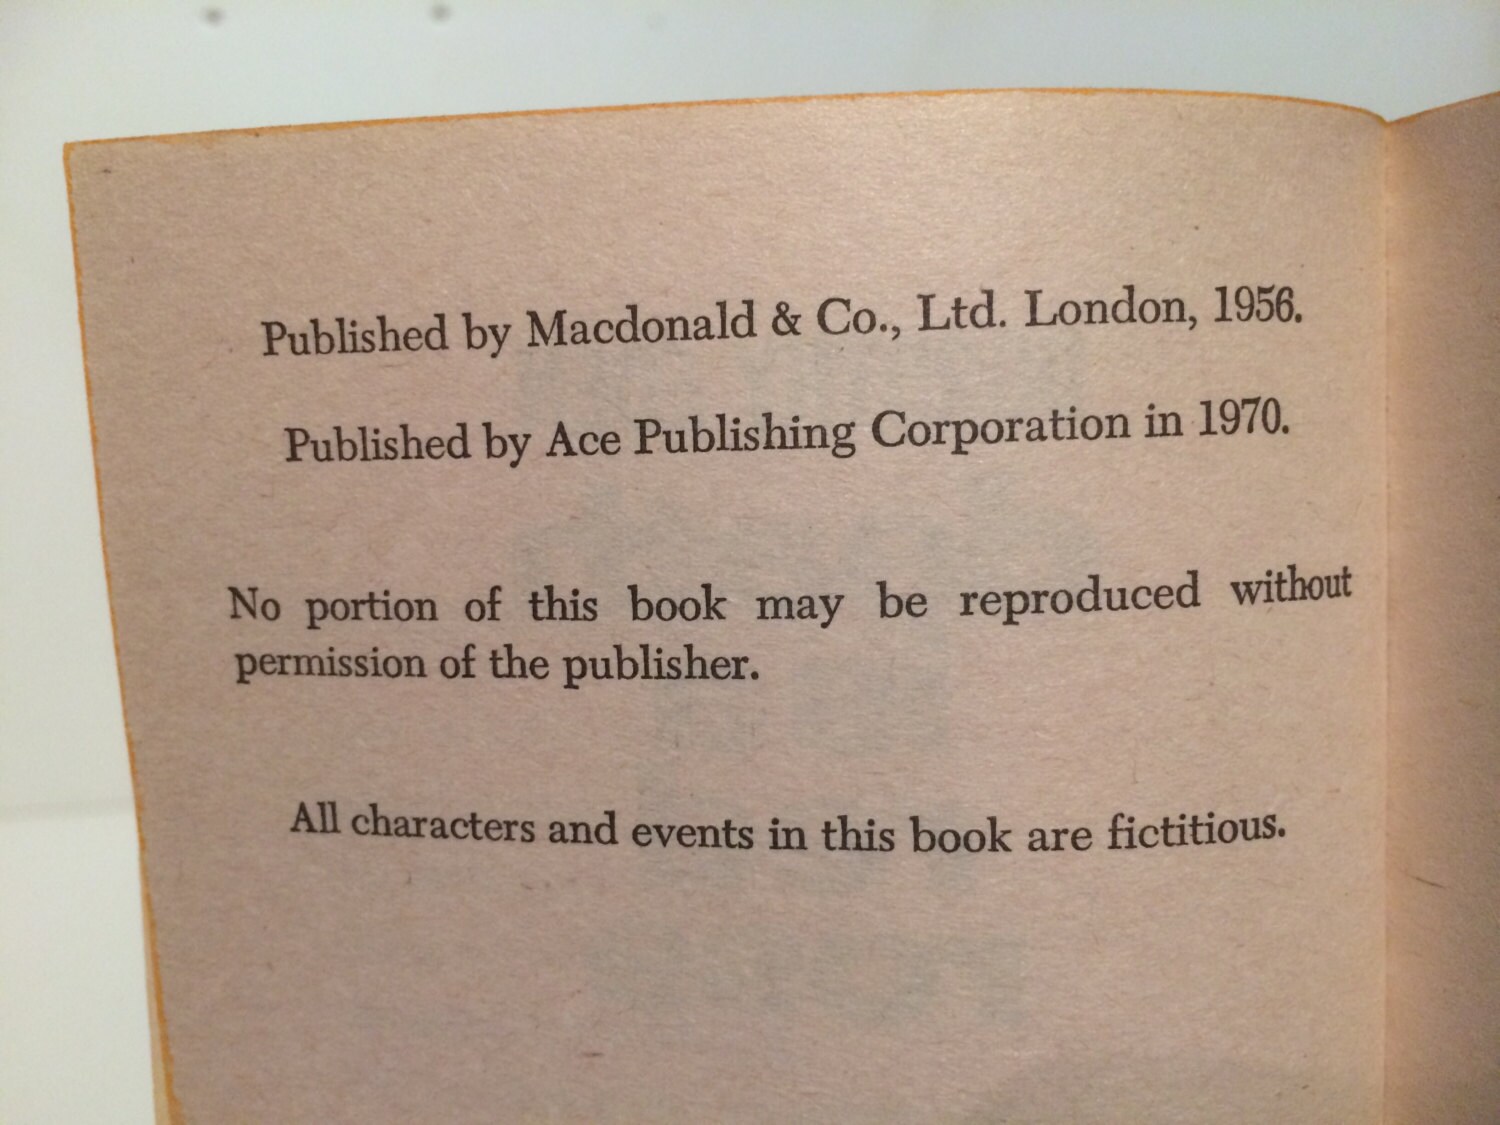 Published by Macdonald & Co., Ltd. London, 1956.
Published by Ace Publishing Corporation in 1970.
No portion of this book may be reproduced without
permission of the publisher.
All characters and events in this book are fictitious.